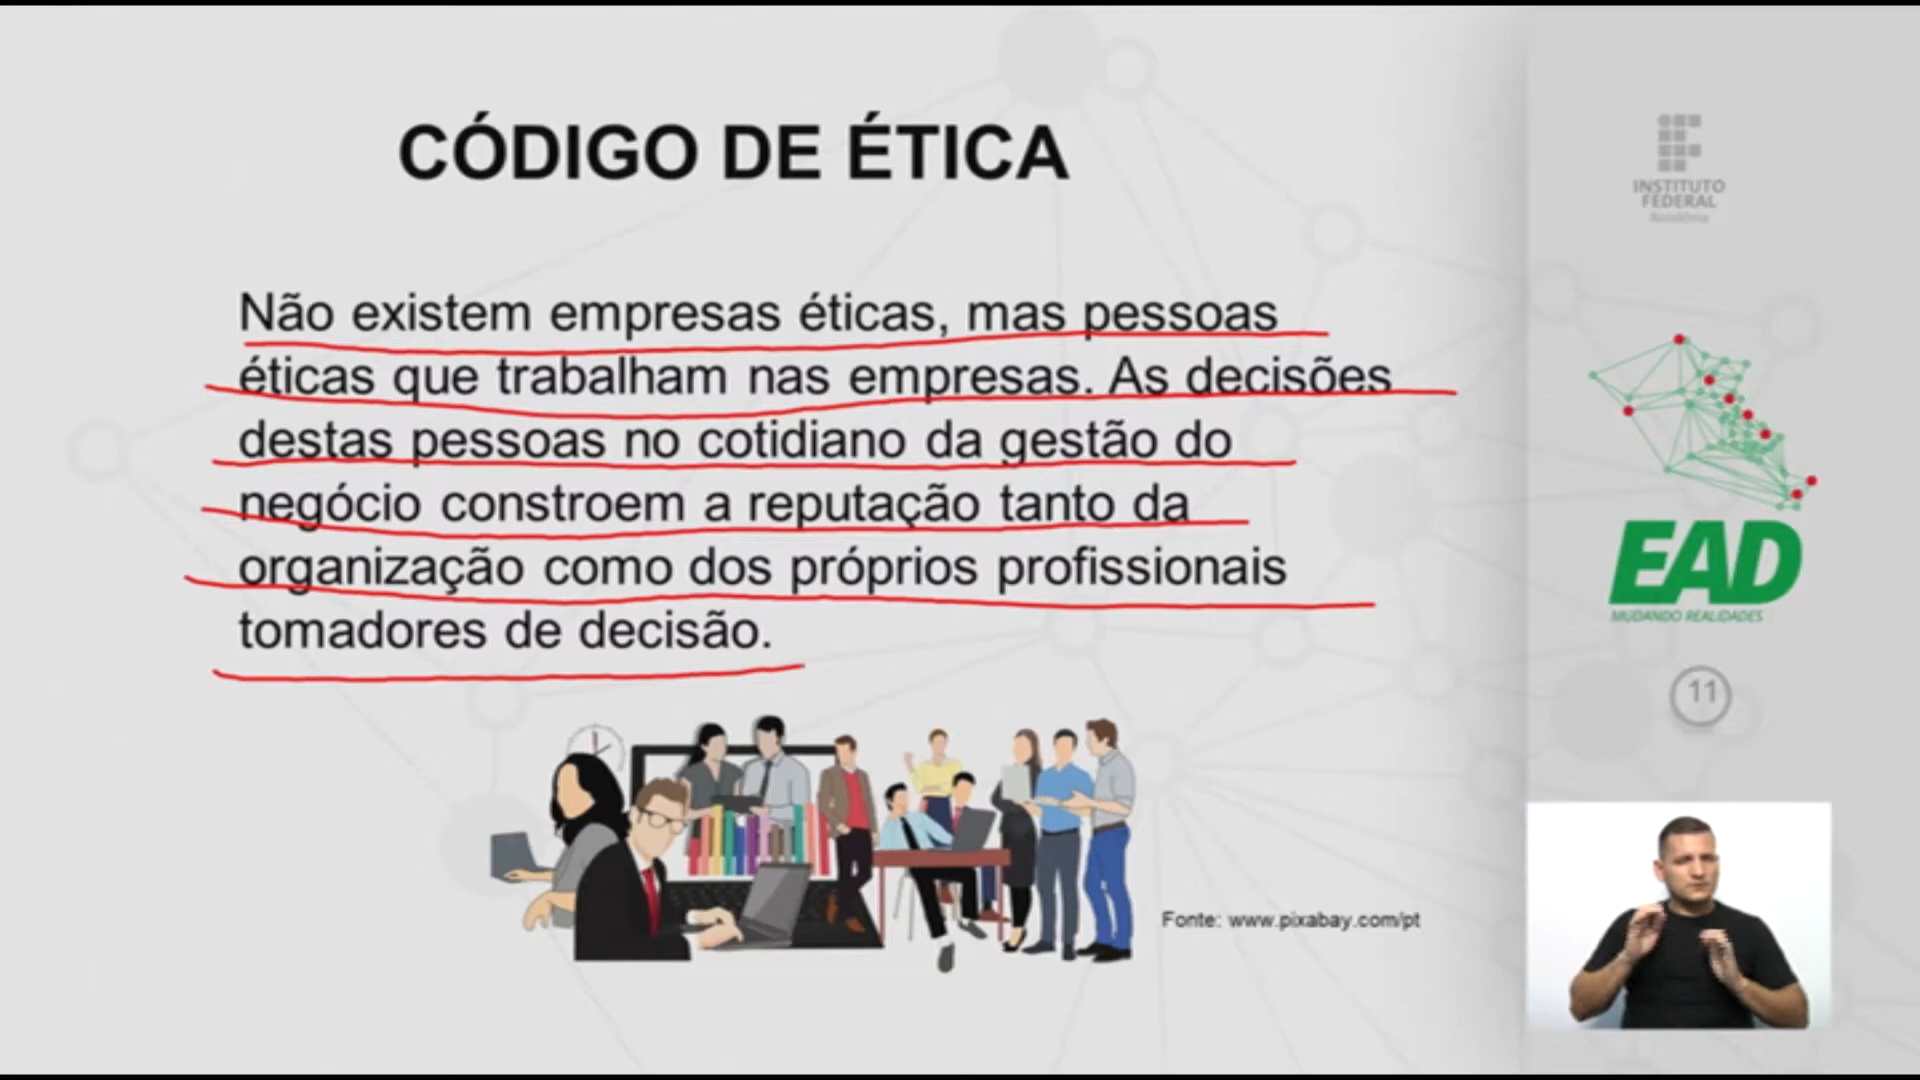 CÓDIGO DE ÉTICA
Não existem empresas éticas, mas pessoas
éticas que trabalham nas empresas. As decisões
destas pessoas no cotidiano da gestão do
negócio constroem a reputação tanto da
organização como dos próprios profissionais
tomadores de decisão.
Fonte: www.pixabay.com/pt
INSTITUTO
FEDERAL
Rondônia
EAD
MUDANDO REALIDADES
11